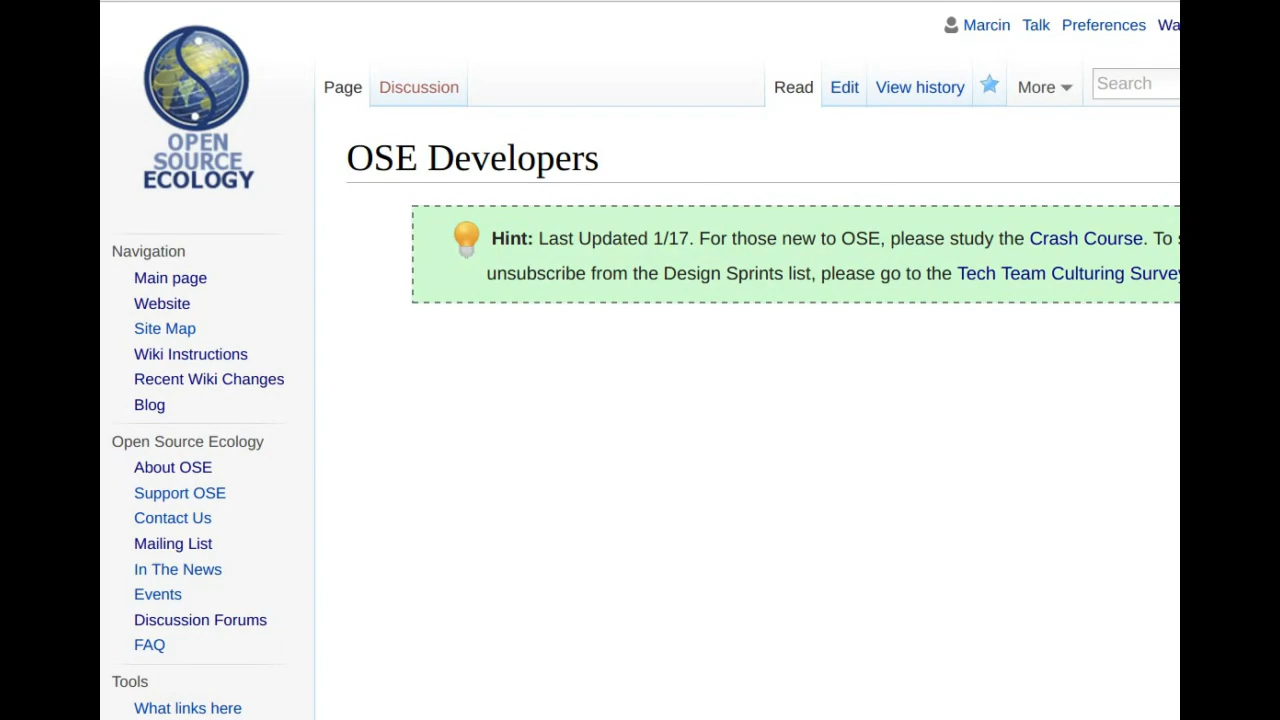 Marcin Talk Preferences
OPEN
SOURCE
ECOLOGY
Page Discussion Read Edit View history More Search
OSE Developers
Hint: Last Updated 1/17. For those new to OSE, please study the Crash Course. To
unsubscribe from the Design Sprints list, please go to the Tech Team Culturing Survey
Navigation
Main page
Website
Site Map
Wiki Instructions
Recent Wiki Changes
Blog
Open Source Ecology
About OSE
Support OSE
Contact Us
Mailing List
In The News
Events
Discussion Forums
FAQ
Tools
What links here